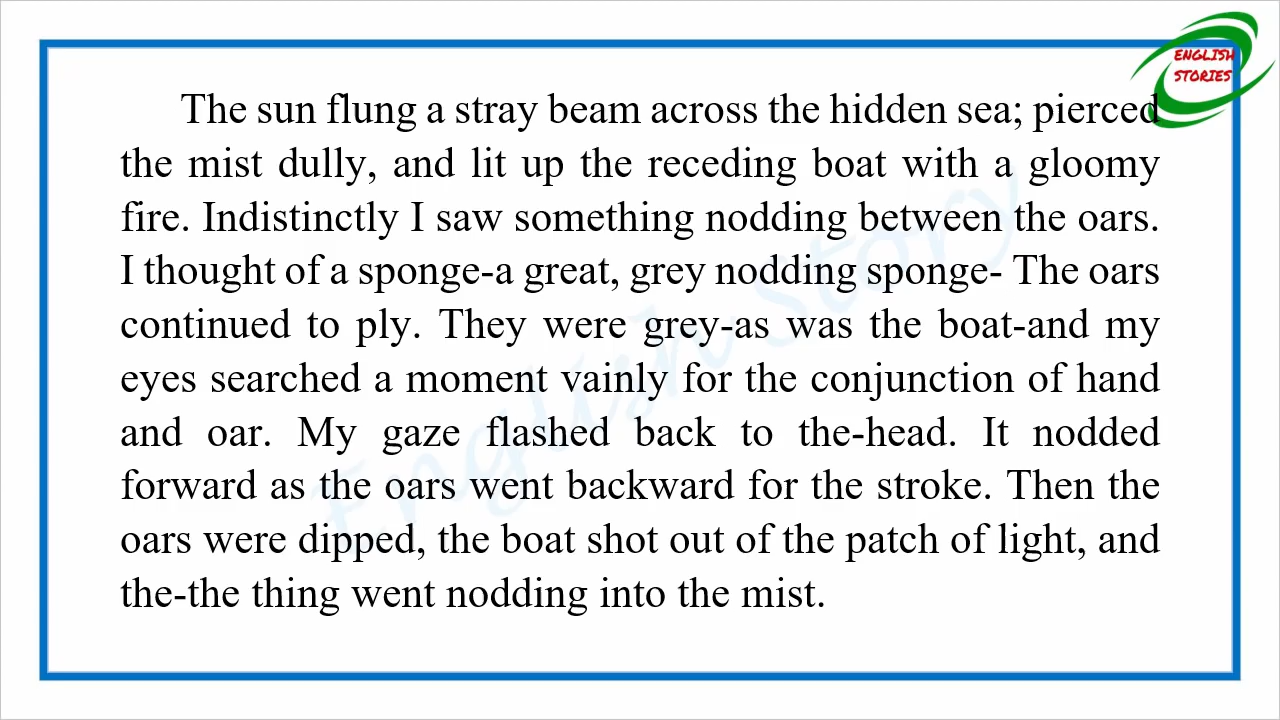 ENGLISH
STORIES
The sun flung a stray beam across the hidden sea; pierced
the mist dully, and lit up the receding boat with a gloomy
fire. Indistinctly I saw something nodding between the oars.
I thought of a sponge-a great, grey nodding sponge- The oars
continued to ply. They were grey-as was the boat-and my
eyes searched a moment vainly for the conjunction of hand
and oar. My gaze flashed back to the-head. It nodded
forward as the oars went backward for the stroke. Then the
oars were dipped, the boat shot out of the patch of light, and
the-the thing went nodding into the mist.
English Story